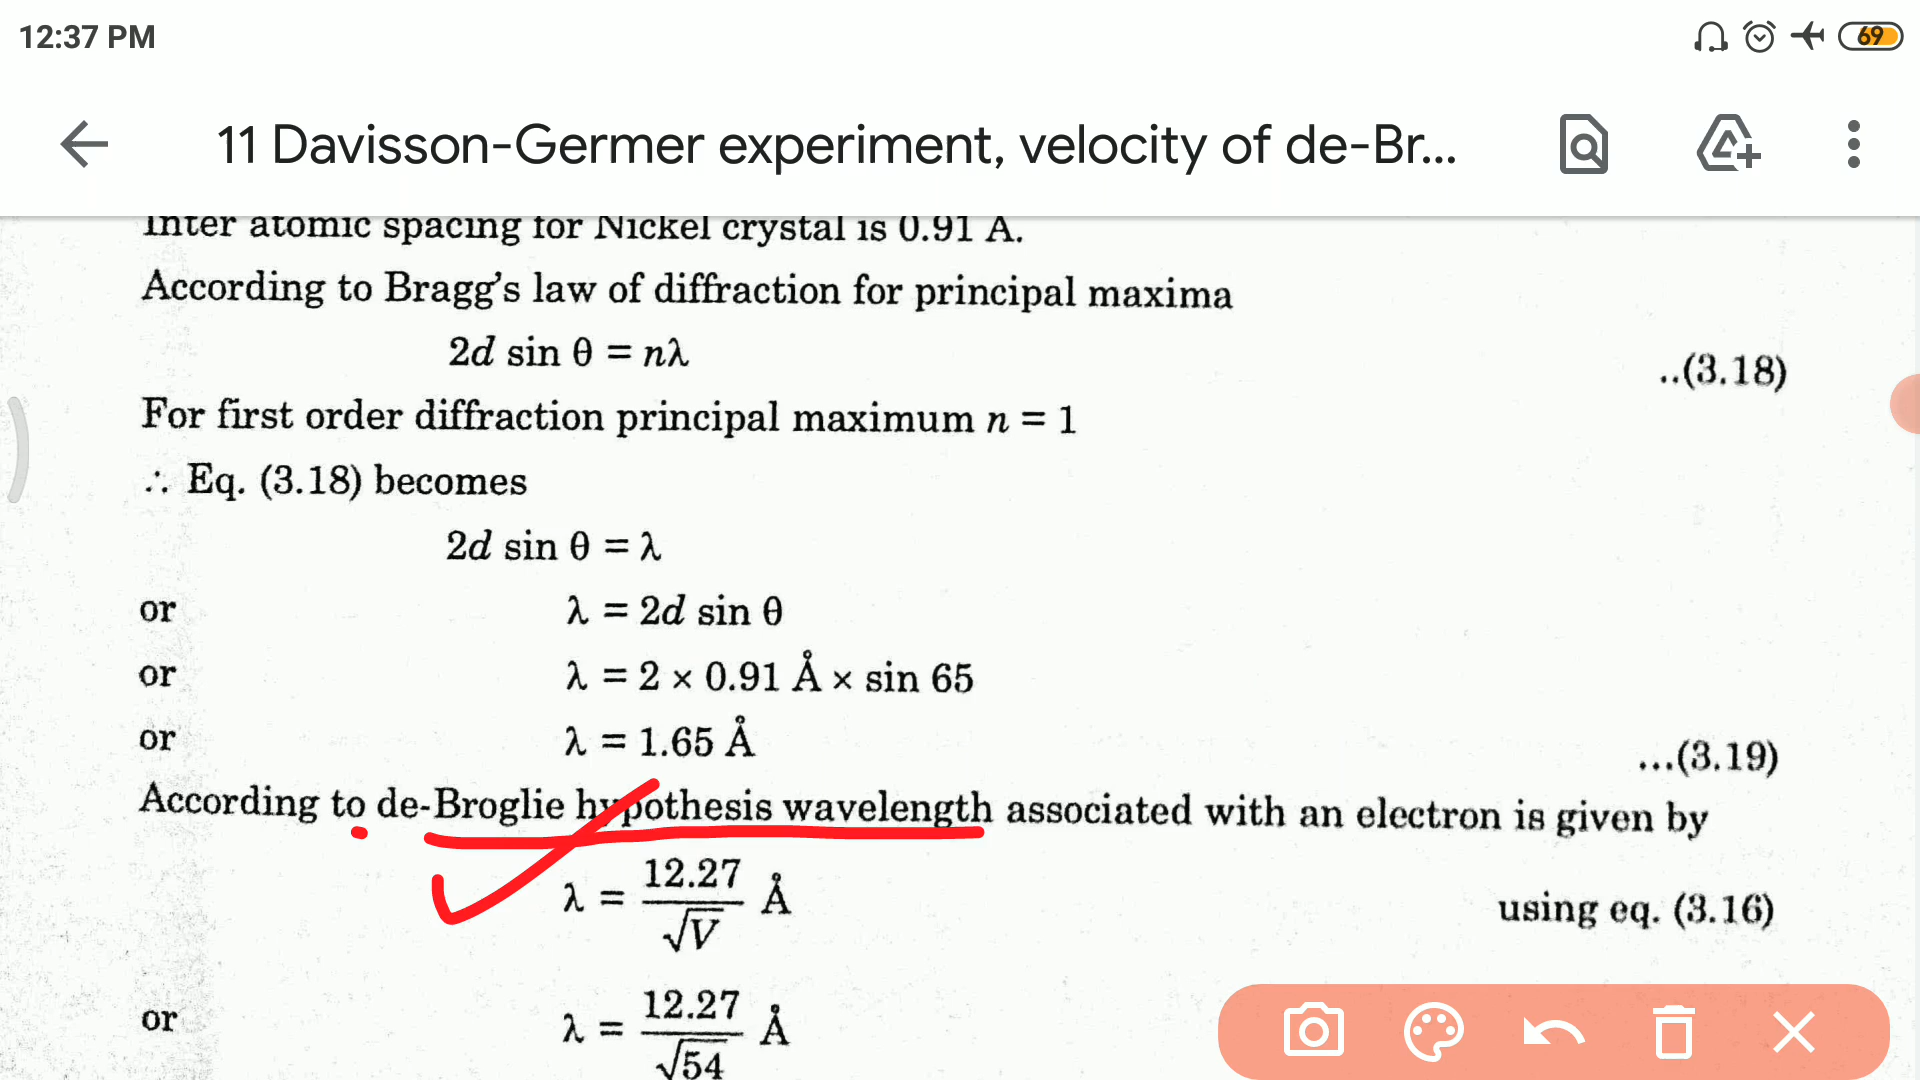 12:37 PM
69
11 Davisson-Germer experiment, velocity of de-Br...
Inter atomic spacing for Nickel crystal is 0.91 A.
According to Bragg's law of diffraction for principal maxima
2d sin θ = nλ
..(3.18)
For first order diffraction principal maximum n = 1
∴ Eq. (3.18) becomes
2d sin θ = λ
or λ = 2d sin θ
or λ = 2 × 0.91 Å × sin 65
or λ = 1.65 Å
...(3.19)
According to de-Broglie hypothesis wavelength associated with an electron is given by
λ = 12.27/√V Å using eq. (3.16)
or λ = 12.27/√54 Å